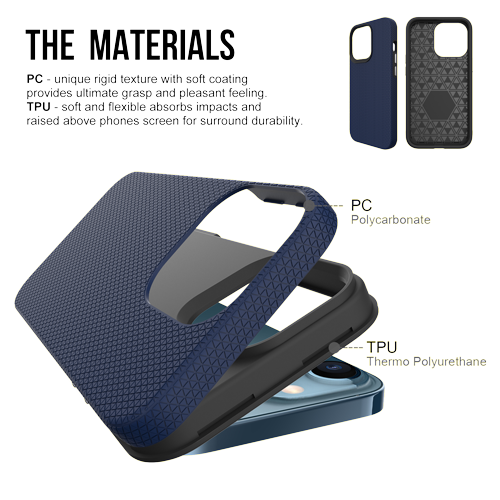 THE MATERIALS
PC - unique rigid texture with soft coating
provides ultimate grasp and pleasant feeling.
TPU - soft and flexible absorbs impacts and
raised above phones screen for surround durability.
PC
Polycarbonate
TPU
Thermo Polyurethane